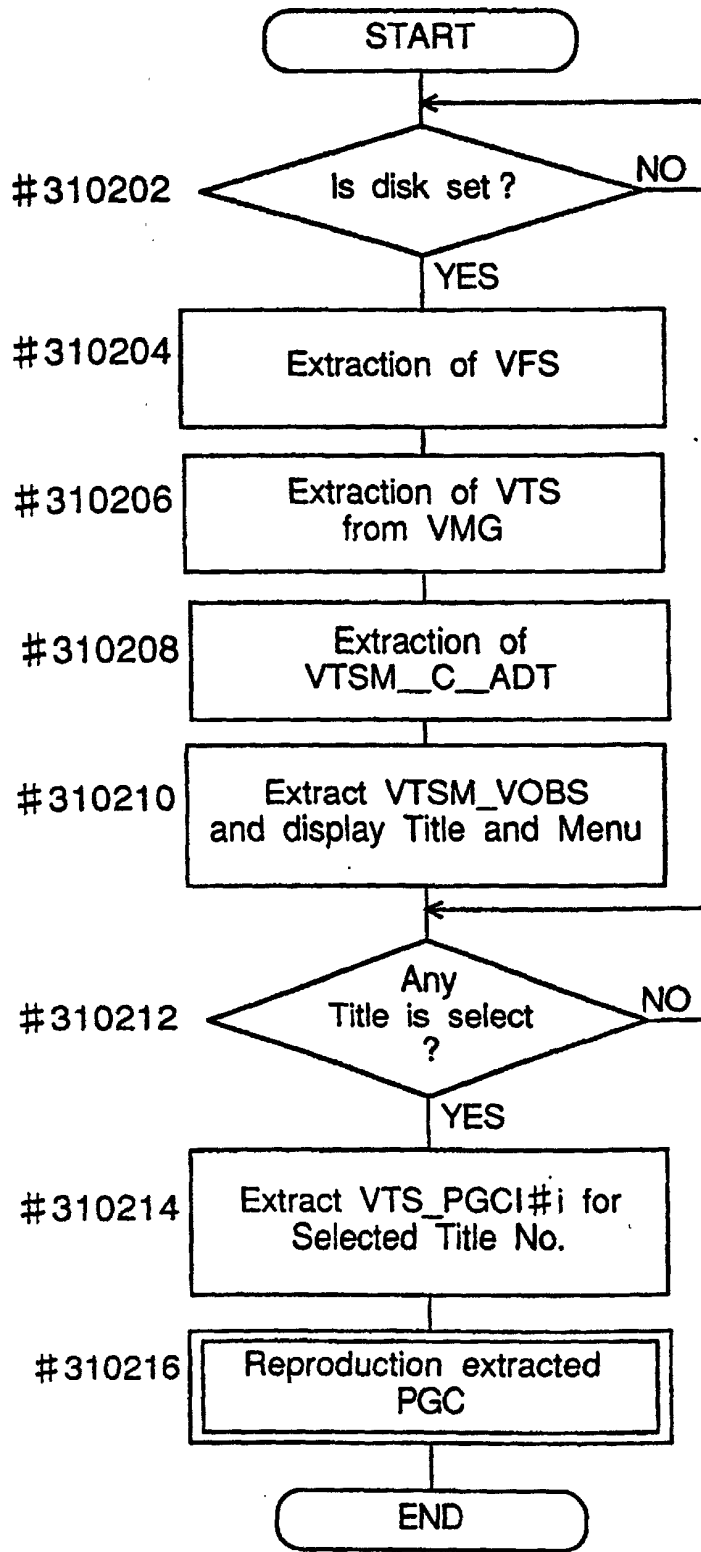 START
#310202
Is disk set ?
NO
YES
#310204
Extraction of VFS
#310206
Extraction of VTS
from VMG
#310208
Extraction of
VTSM__C__ADT
#310210
Extract VTSM_VOBS
and display Title and Menu
#310212
Any
Title is select
?
NO
YES
#310214
Extract VTS_PGCI#i for
Selected Title No.
#310216
Reproduction extracted
PGC
END